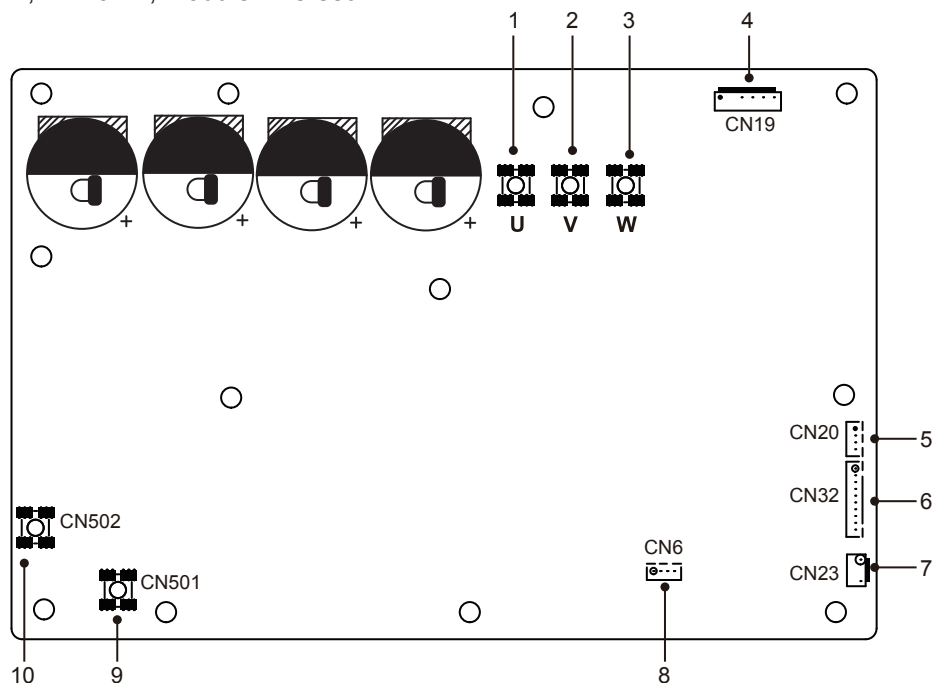 1 2 3 4
CN19
+ + + +
U V W
CN20 5
CN32 6
CN502
CN6
CN501
CN23 7
10 9 8